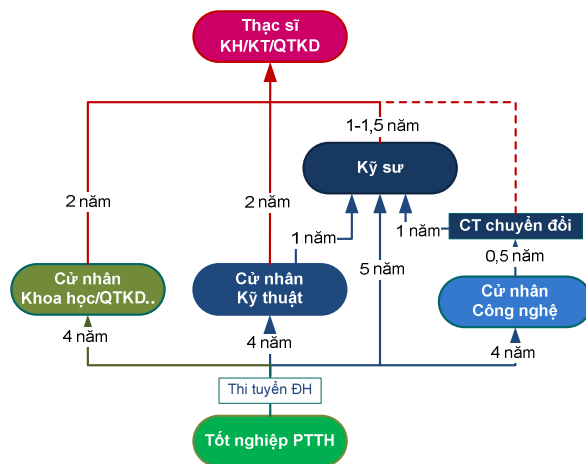 Thạc sĩ
KH/KT/QTKD
1-1,5 năm
Kỹ sư
2 năm
2 năm
1 năm
1 năm
CT chuyển đổi
5 năm
0,5 năm
Cử nhân
Khoa học/QTKD..
Cử nhân
Kỹ thuật
Cử nhân
Công nghệ
4 năm
4 năm
4 năm
Thi tuyển ĐH
Tốt nghiệp PTTH